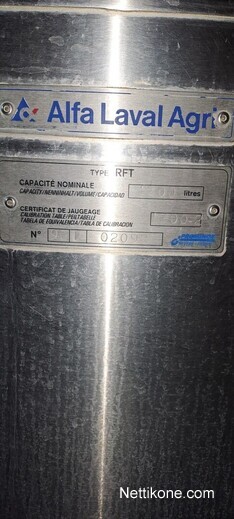 Alfa Laval Agri
TYPE RFT
CAPACITÉ NOMINALE
CAPACITY/NENNINHALT/VOLUME/CAPACIDAD
litres
CERTIFICAT DE JAUGEAGE
CALIBRATION TABLE/PEILTABELLE
TABELA DE EQUIVALENCIA/TABLA DE CALIBRACION
N° 020
Nettikone.com